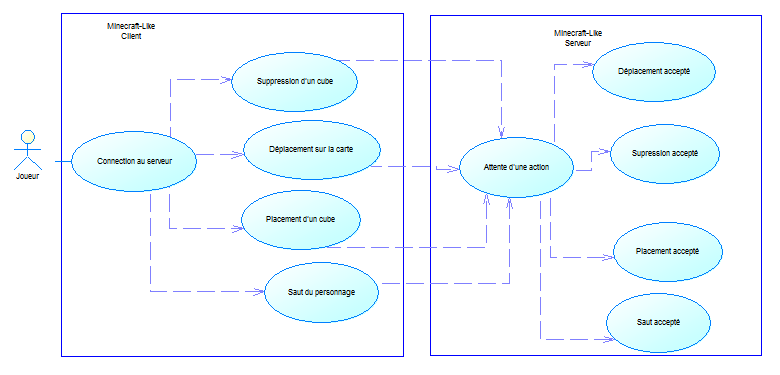 Minecraft-Like
Client
Minecraft-Like
Serveur
Suppression d'un cube
Déplacement accepté
Déplacement sur la carte
Supression accepté
Connection au serveur
Attente d'une action
Joueur
Placement d'un cube
Placement accepté
Saut du personnage
Saut accepté